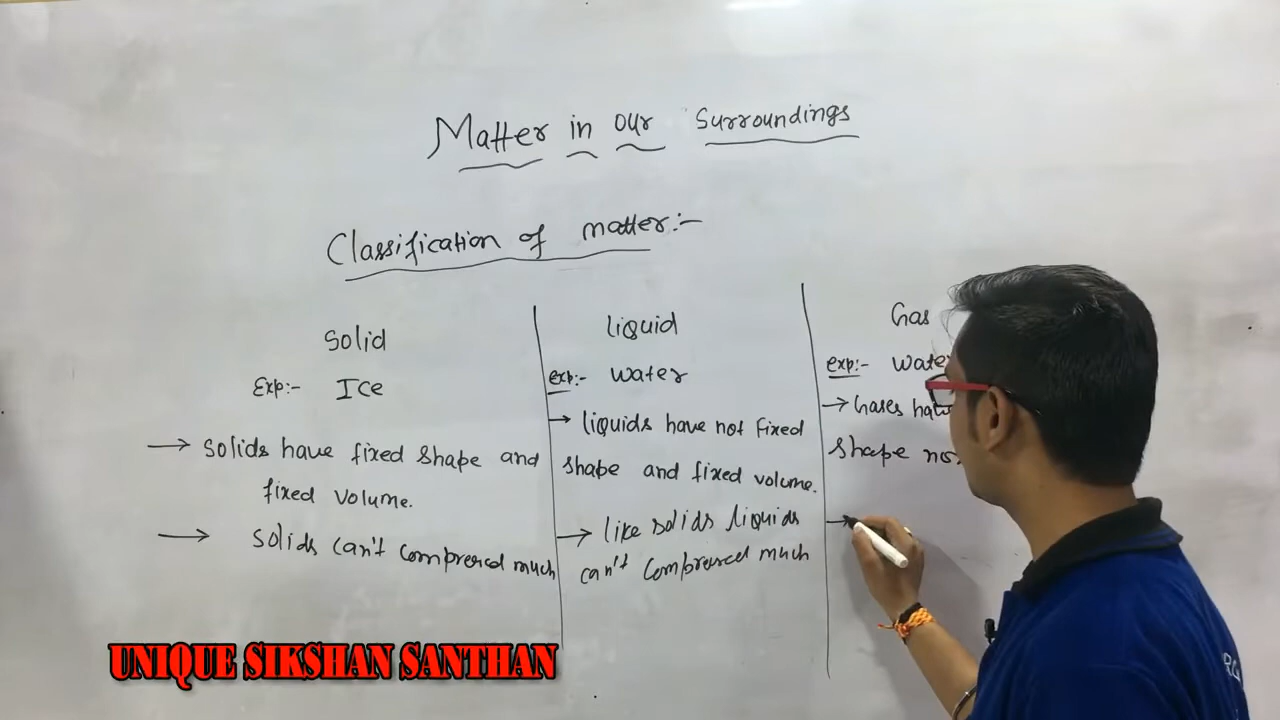 Matter in our Surroundings
Classification of matter:-
Solid
Exp:- Ice
→ Solids have fixed shape and
fixed volume.
→ Solids can't compressed much
liquid
exp:- water
→ liquids have not fixed
shape and fixed volume.
→ like solids liquids
can't compressed much
Gas
exp:-
→ Gases
shape
UNIQUE SIKSHAN SANTHAN